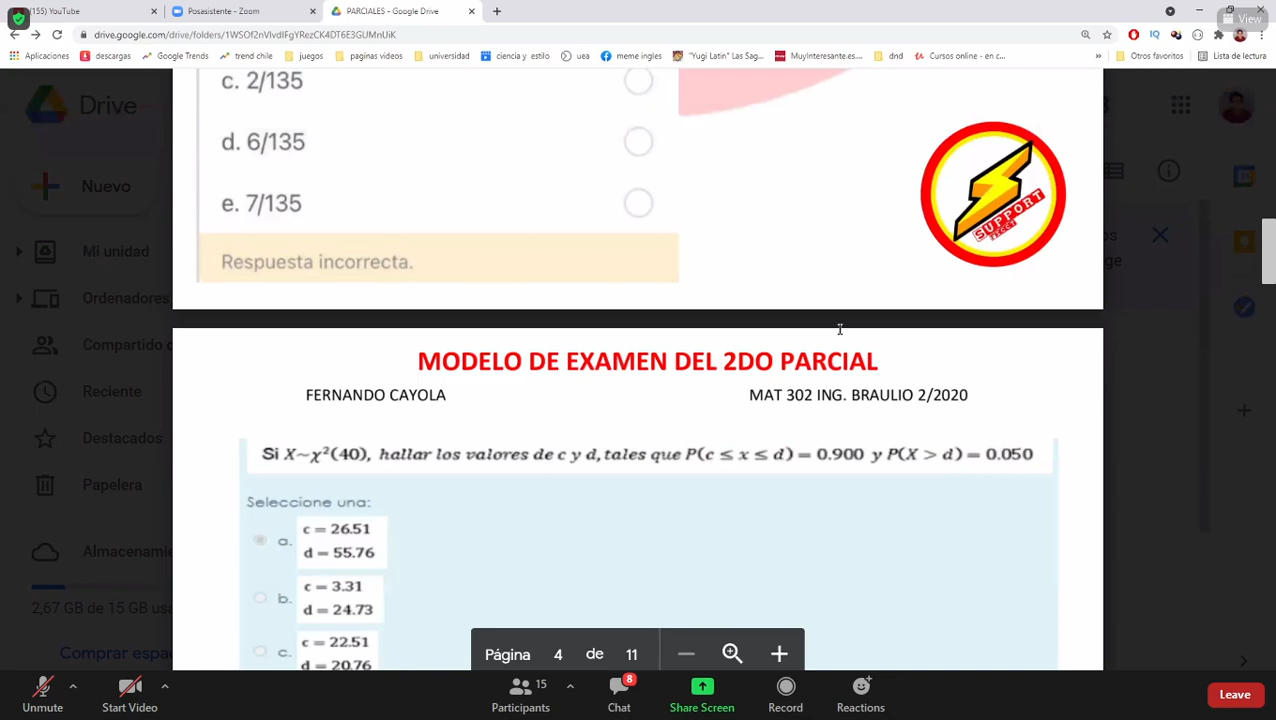 (155) YouTube
Posasistente - Zoom
PARCIALES - Google Drive
View
drive.google.com/drive/folders/1WSOf2nVlvdIFgYRezCK4DT6E3GUMnUiK
Aplicaciones
descargas
Google Trends
trend chile
juegos
paginas videos
universidad
ciencia y estilo
uea
meme ingles
"Yugi Latin" Las Sag...
MuyInteresante.es...
dnd
Cursos online - en c...
Otros favoritos
Lista de lectura
Drive
Nuevo
Mi unidad
Ordenadores
Compartido c
Reciente
Destacados
Papelera
Almacenamie
2,67 GB de 15 GB us
Comprar espac
c. 2/135
d. 6/135
e. 7/135
Respuesta incorrecta.
SUPPORT
MODELO DE EXAMEN DEL 2DO PARCIAL
FERNANDO CAYOLA
MAT 302 ING. BRAULIO 2/2020
Si X~χ²(40), hallar los valores de c y d, tales que P(c ≤ x ≤ d) = 0.900 y P(X > d) = 0.050
Seleccione una:
a.
c = 26.51
d = 55.76
b.
c = 3.31
d = 24.73
c.
c = 22.51
d = 20.76
Página 4 de 11
Unmute
Start Video
15
Participants
8
Chat
Share Screen
Record
Reactions
Leave